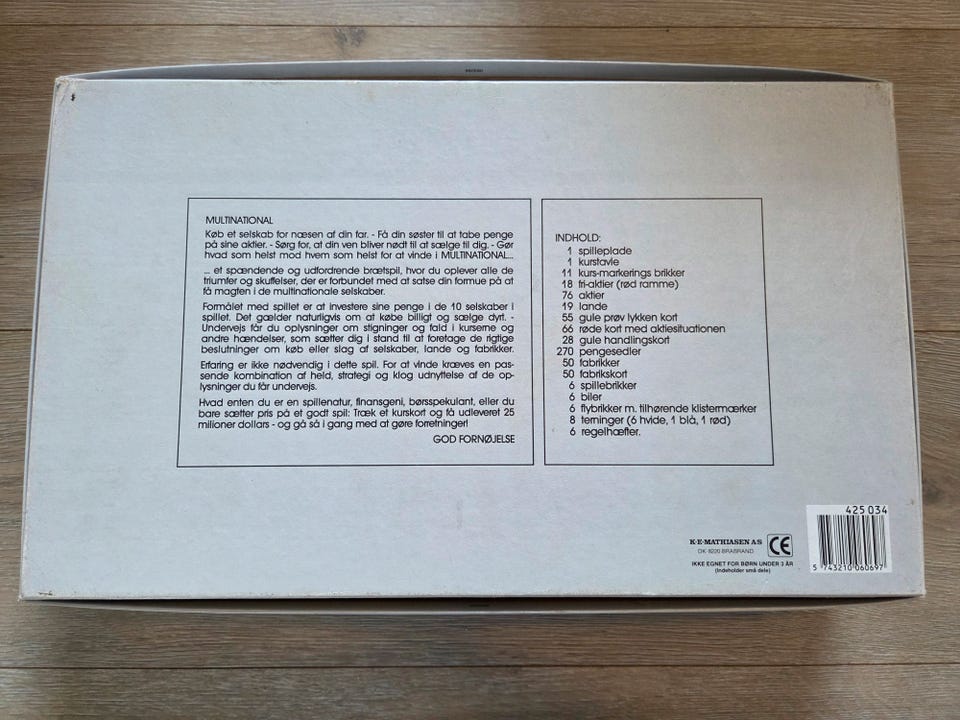 MULTINATIONAL
Køb et selskab for næsen af din far. - Få din søster til at tabe penge
på sine aktier. - Sørg for, at din ven bliver nødt til at sælge til dig. - Gør
hvad som helst mod hvem som helst for at vinde i MULTINATIONAL...
... et spændende og udfordrende brætspil, hvor du oplever alle de
triumfer og skuffelser, der er forbundet med at satse din formue på at
få magten i de multinationale selskaber.
Formålet med spillet er at investere sine penge i de 10 selskaber i
spillet. Det gælder naturligvis om at købe billigt og sælge dyrt. -
Undervejs får du oplysninger om stigninger og fald i kurserne og
andre hændelser, som sætter dig i stand til at foretage de rigtige
beslutninger om køb eller slag af selskaber, lande og fabrikker.
Erfaring er ikke nødvendig i dette spil. For at vinde kræves en pas-
sende kombination af held, strategi og klog udnyttelse af de op-
lysninger du får undervejs.
Hvad enten du er en spillenatur, finansgeni, børsspekulant, eller du
bare sætter pris på et godt spil: Træk et kurskort og få udleveret 25
milioner dollars - og gå så i gang med at gøre forretninger!
GOD FORNØJELSE
INDHOLD:
1 spilleplade
1 kurstavle
11 kurs-markerings brikker
18 fri-aktier (rød ramme)
76 aktier
19 lande
55 gule prøv lykken kort
66 røde kort med aktiesituationen
28 gule handlingskort
270 pengesedler
50 fabrikker
50 fabrikskort
6 spillebrikker
6 biler
6 flybrikker m. tilhørende klistermærker
8 terninger (6 hvide, 1 blå, 1 rød)
6 regelhæfter.
425 034
K·E·MATHIASEN A/S
DK-8220 BRABRAND
CE
IKKE EGNET FOR BØRN UNDER 3 ÅR
(Indeholder små dele)
5 743210 060697